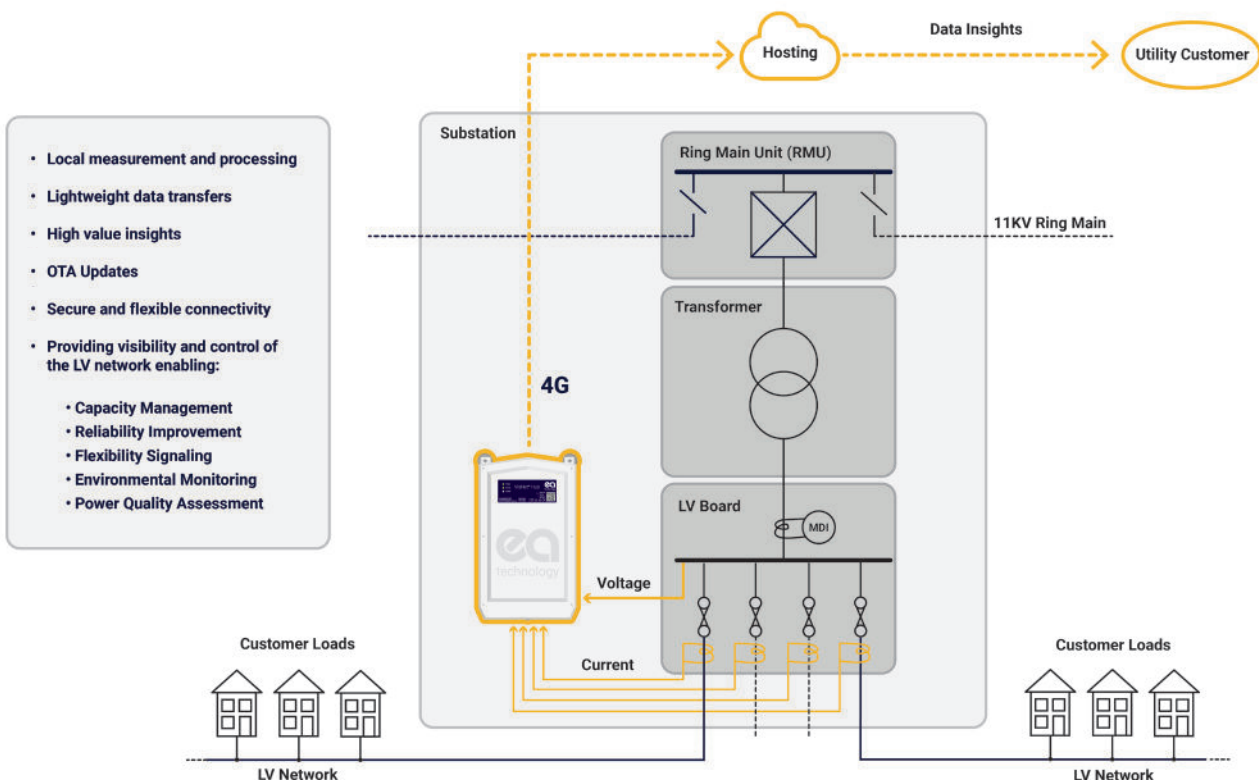 Data Insights
Hosting
Utility Customer
Substation
Ring Main Unit (RMU)
11KV Ring Main
• Local measurement and processing
• Lightweight data transfers
• High value insights
• OTA Updates
• Secure and flexible connectivity
• Providing visibility and control of
the LV network enabling:
• Capacity Management
• Reliability Improvement
• Flexibility Signaling
• Environmental Monitoring
• Power Quality Assessment
Transformer
4G
LV Board
MDI
ea
ea
technology
Voltage
Current
Customer Loads
Customer Loads
LV Network
LV Network